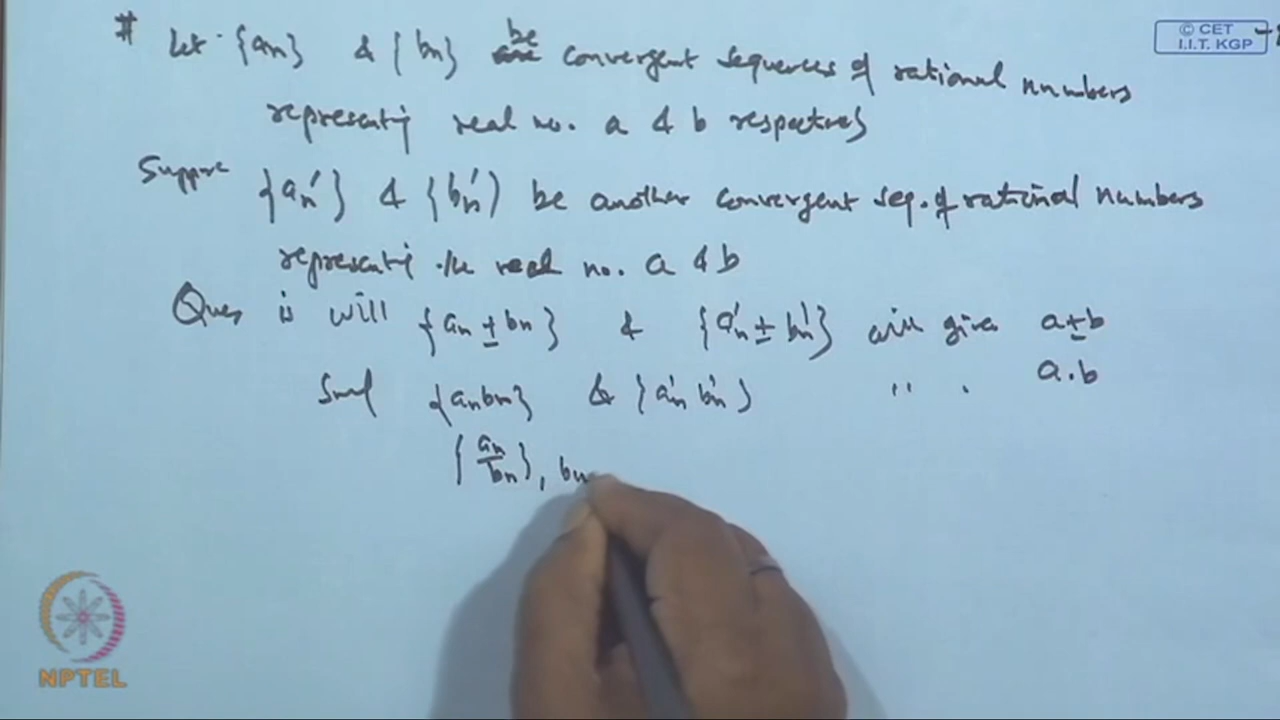 © CET
I.I.T. KGP
# Let {an} & {bn} be convergent sequences of rational numbers
representing real no. a & b respectively
Suppose {an'} & {bn') be another convergent seq. of rational numbers
representing the real no. a & b
Ques is will {an ± bn} & {a'n ± b'n} will give a±b
{anbn} & {a'n b'n) " . a.b
{an/bn}, bn
NPTEL